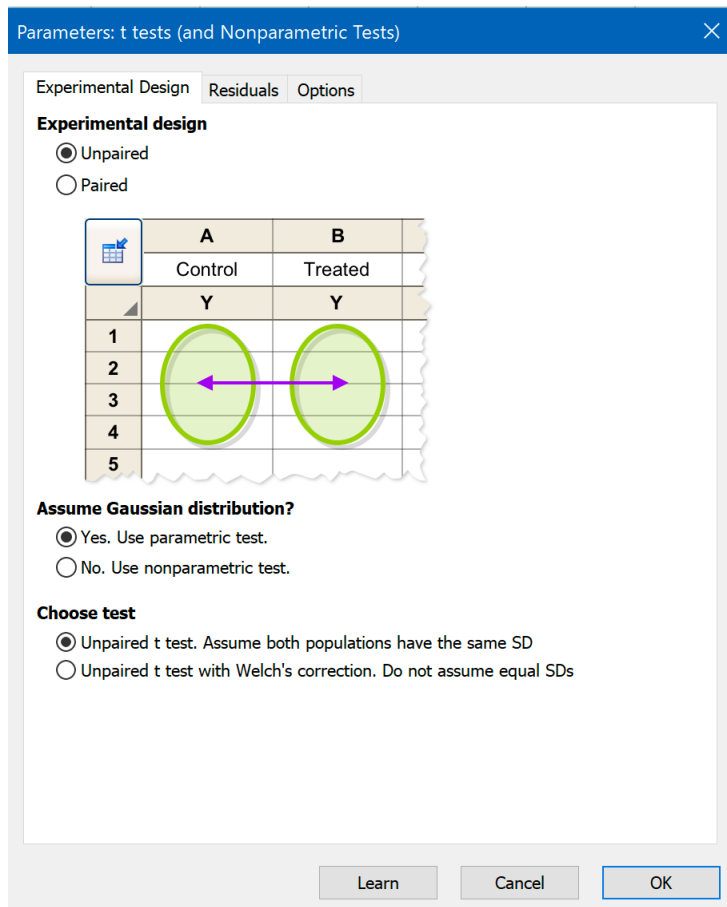 Parameters: t tests (and Nonparametric Tests)
Experimental Design Residuals Options
Experimental design
Unpaired
Paired
A B
Control Treated
Y Y
1
2
3
4
5
Assume Gaussian distribution?
Yes. Use parametric test.
No. Use nonparametric test.
Choose test
Unpaired t test. Assume both populations have the same SD
Unpaired t test with Welch's correction. Do not assume equal SDs
Learn Cancel OK